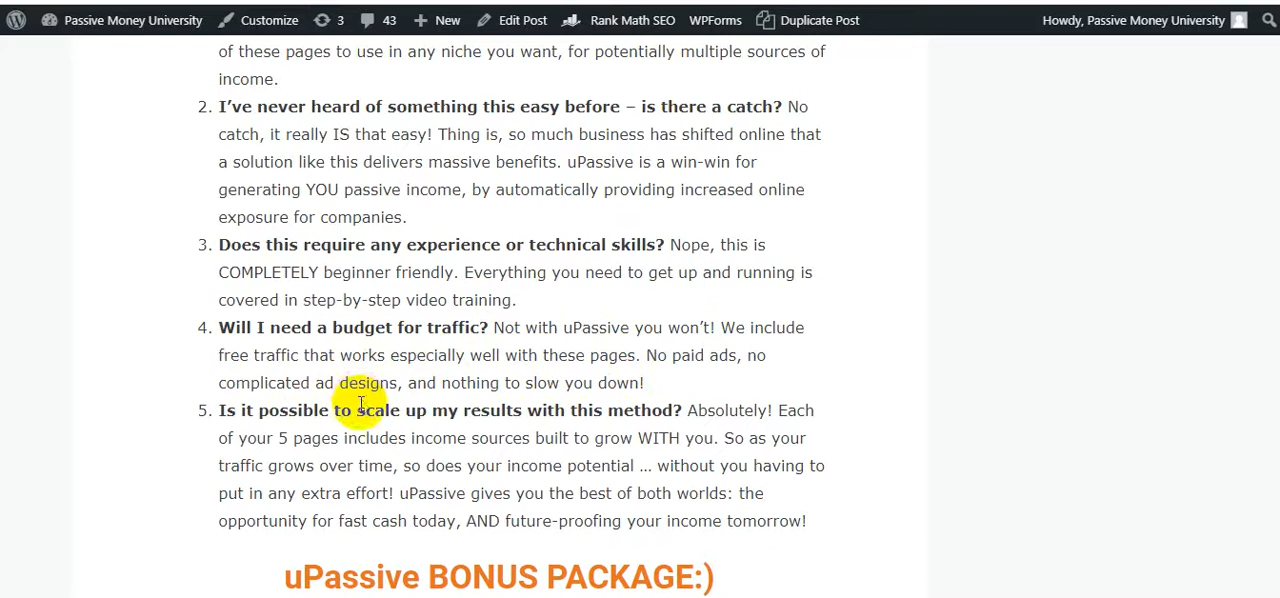 Passive Money University Customize 3 43 New Edit Post Rank Math SEO WPForms Duplicate Post Howdy, Passive Money University
of these pages to use in any niche you want, for potentially multiple sources of
income.
2. I’ve never heard of something this easy before – is there a catch? No
catch, it really IS that easy! Thing is, so much business has shifted online that
a solution like this delivers massive benefits. uPassive is a win-win for
generating YOU passive income, by automatically providing increased online
exposure for companies.
3. Does this require any experience or technical skills? Nope, this is
COMPLETELY beginner friendly. Everything you need to get up and running is
covered in step-by-step video training.
4. Will I need a budget for traffic? Not with uPassive you won’t! We include
free traffic that works especially well with these pages. No paid ads, no
complicated ad designs, and nothing to slow you down!
5. Is it possible to scale up my results with this method? Absolutely! Each
of your 5 pages includes income sources built to grow WITH you. So as your
traffic grows over time, so does your income potential … without you having to
put in any extra effort! uPassive gives you the best of both worlds: the
opportunity for fast cash today, AND future-proofing your income tomorrow!
uPassive BONUS PACKAGE:)